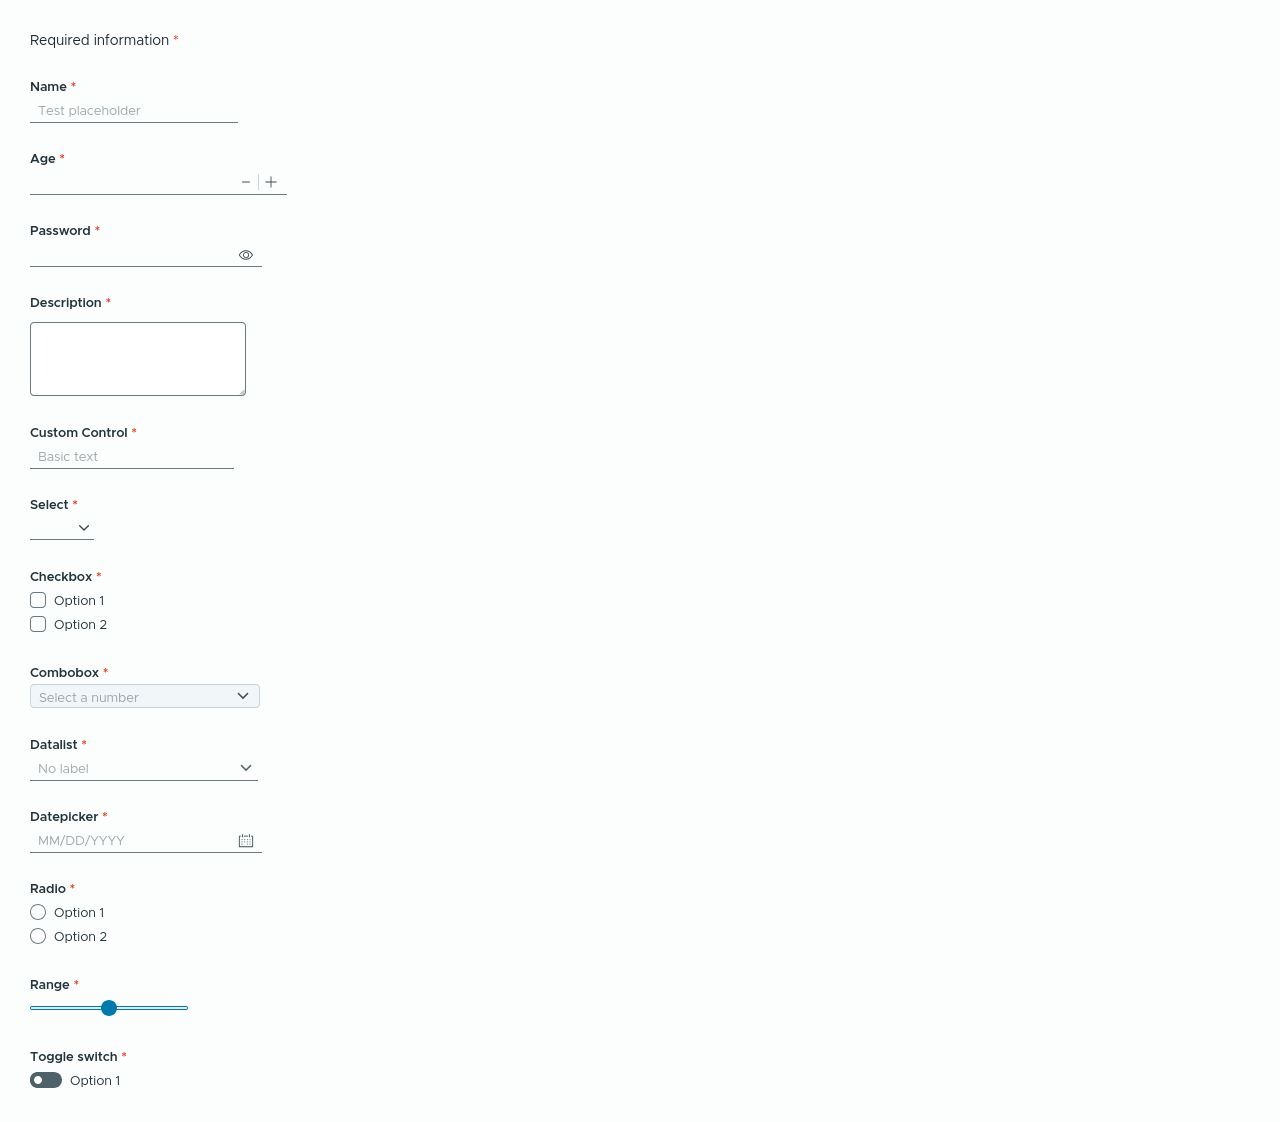 Required information *
Name *
Test placeholder
Age *
Password *
Description *
Custom Control *
Basic text
Select *
Checkbox *
Option 1
Option 2
Combobox *
Select a number
Datalist *
No label
Datepicker *
MM/DD/YYYY
Radio *
Option 1
Option 2
Range *
Toggle switch *
Option 1